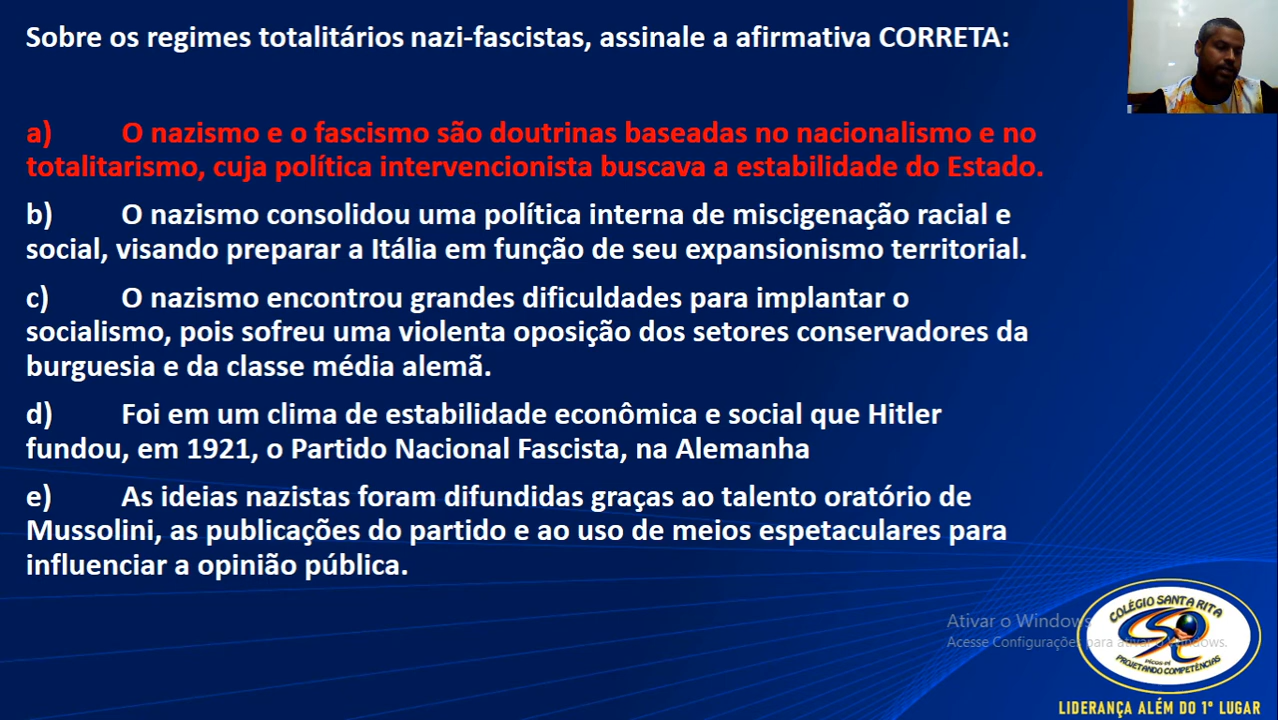 Sobre os regimes totalitários nazi-fascistas, assinale a afirmativa CORRETA:
a) O nazismo e o fascismo são doutrinas baseadas no nacionalismo e no
totalitarismo, cuja política intervencionista buscava a estabilidade do Estado.
b) O nazismo consolidou uma política interna de miscigenação racial e
social, visando preparar a Itália em função de seu expansionismo territorial.
c) O nazismo encontrou grandes dificuldades para implantar o
socialismo, pois sofreu uma violenta oposição dos setores conservadores da
burguesia e da classe média alemã.
d) Foi em um clima de estabilidade econômica e social que Hitler
fundou, em 1921, o Partido Nacional Fascista, na Alemanha
e) As ideias nazistas foram difundidas graças ao talento oratório de
Mussolini, as publicações do partido e ao uso de meios espetaculares para
influenciar a opinião pública.
Ativar o Windows
Acesse Configurações para ativar o Windows.
COLÉGIO SANTA RITA
PICOS-PI
PROJETANDO COMPETÊNCIAS
LIDERANÇA ALÉM DO 1º LUGAR